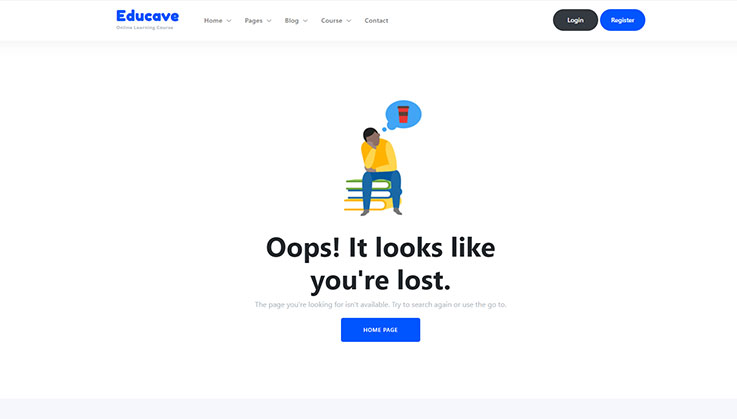 Educave
Online Learning Course
Home
Pages
Blog
Course
Contact
Login
Register
Oops! It looks like
you're lost.
The page you're looking for isn't available. Try to search again or use the go to.
HOME PAGE